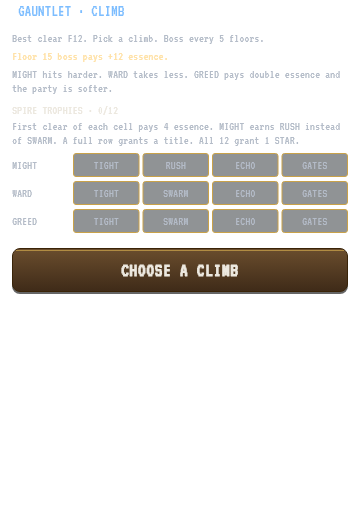 GAUNTLET · CLIMB
Best clear F12. Pick a climb. Boss every 5 floors.
Floor 15 boss pays +12 essence.
MIGHT hits harder. WARD takes less. GREED pays double essence and
the party is softer.
SPIRE TROPHIES · 0/12
First clear of each cell pays 4 essence. MIGHT earns RUSH instead
of SWARM. A full row grants a title. All 12 grant 1 STAR.
MIGHT TIGHT RUSH ECHO GATES
WARD TIGHT SWARM ECHO GATES
GREED TIGHT SWARM ECHO GATES
CHOOSE A CLIMB